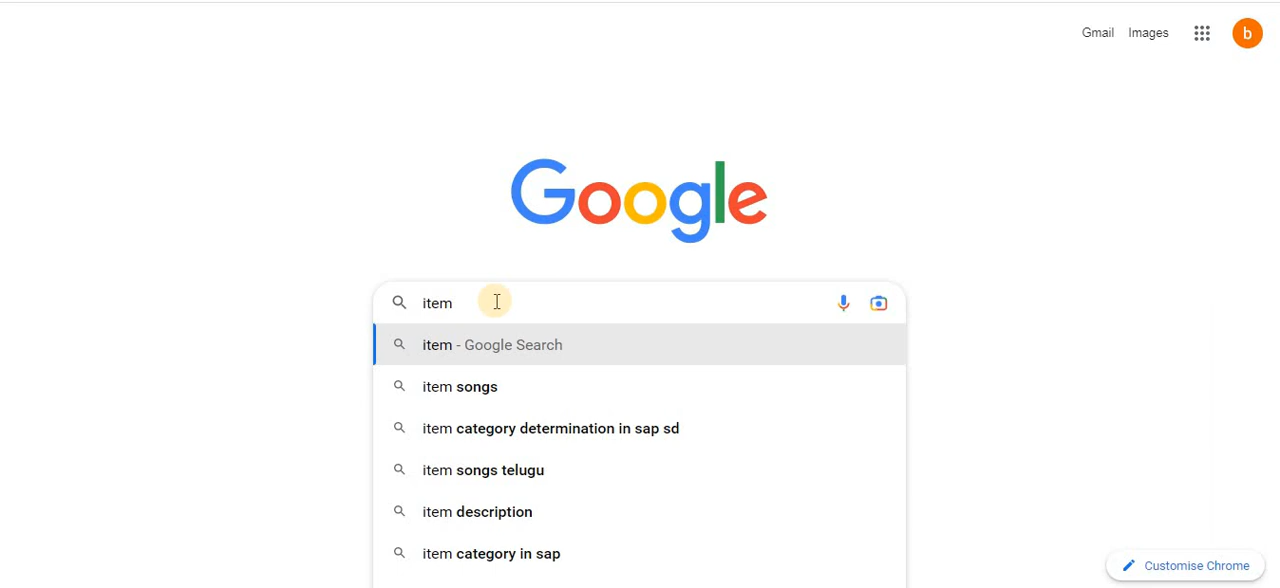 Gmail Images b
Google
item
item - Google Search
item songs
item category determination in sap sd
item songs telugu
item description
item category in sap
Customise Chrome